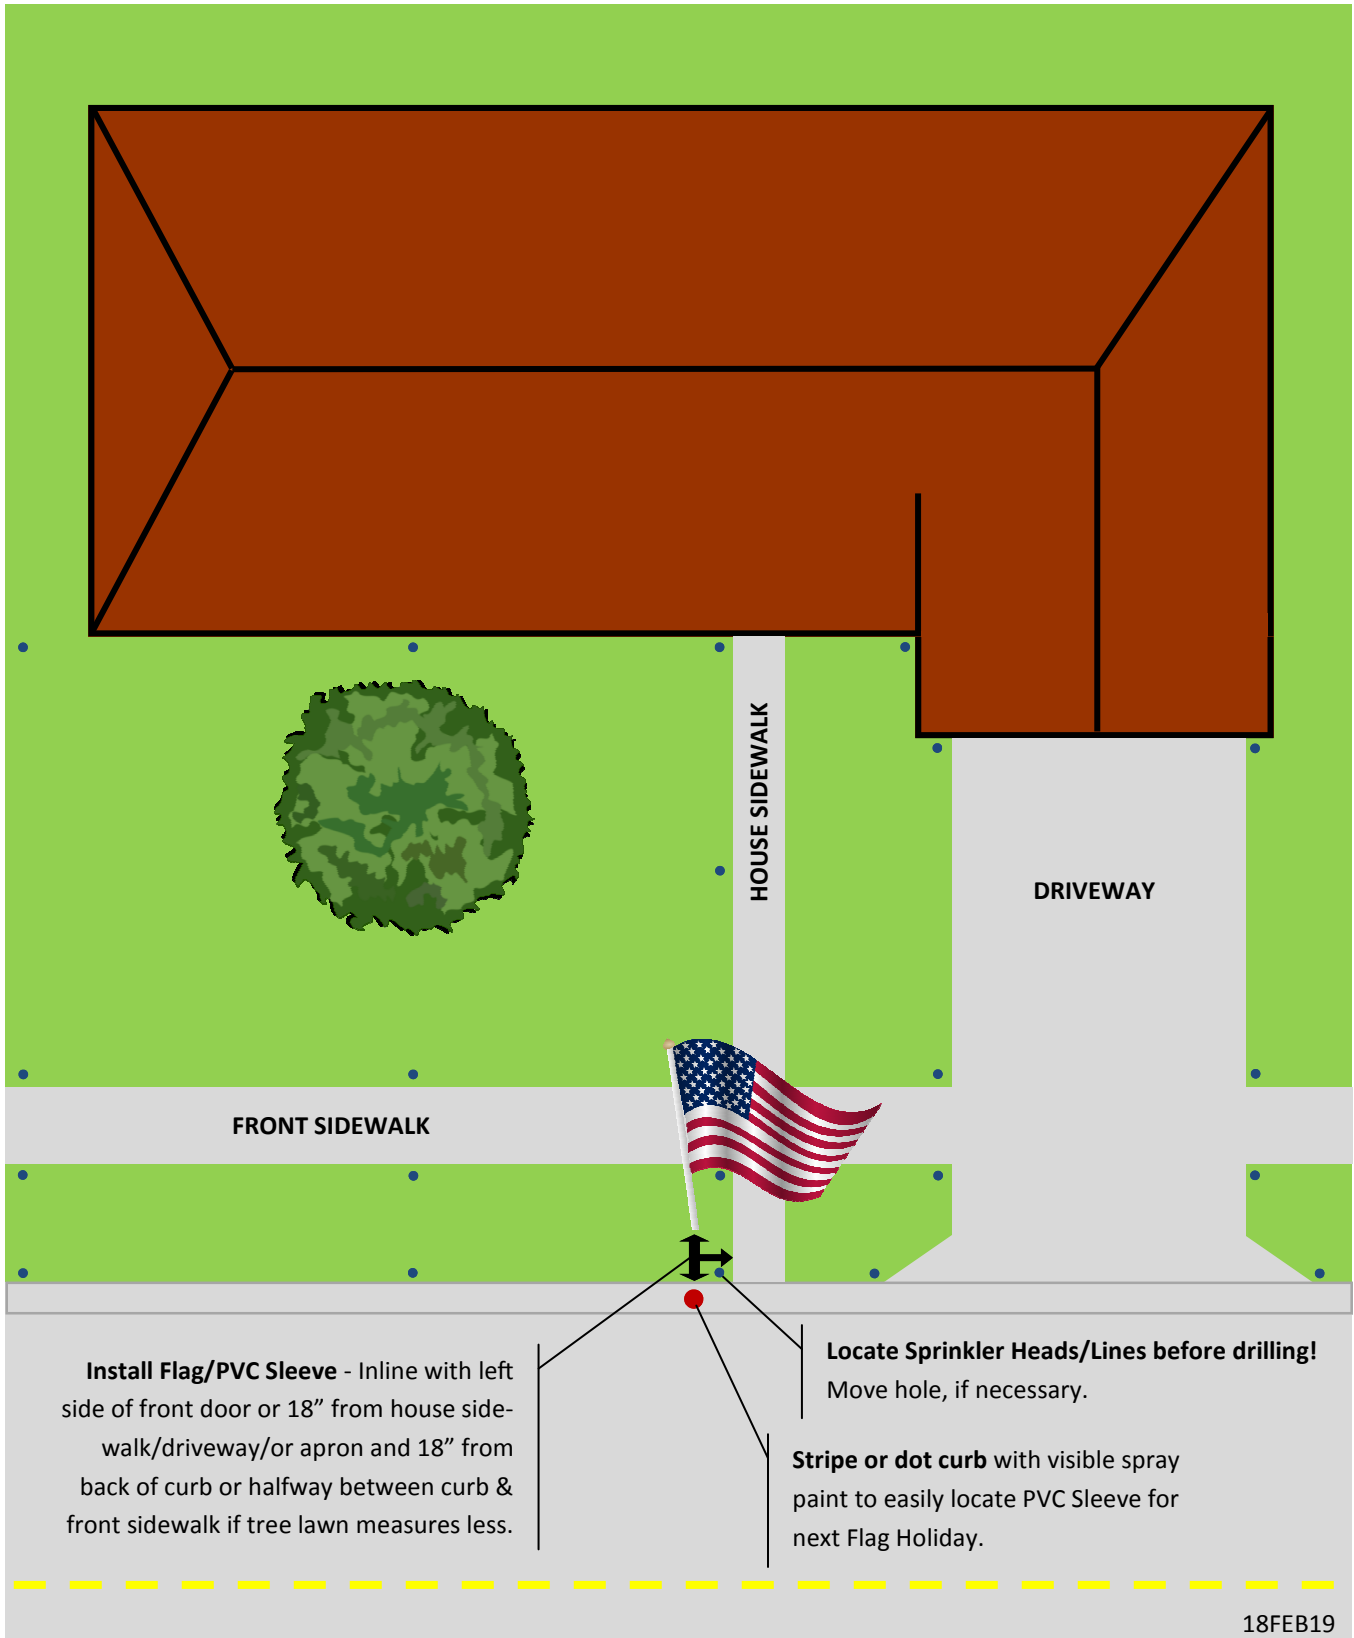 HOUSE SIDEWALK
DRIVEWAY
FRONT SIDEWALK
Install Flag/PVC Sleeve - Inline with left
side of front door or 18” from house side-
walk/driveway/or apron and 18” from
back of curb or halfway between curb &
front sidewalk if tree lawn measures less.
Locate Sprinkler Heads/Lines before drilling!
Move hole, if necessary.
Stripe or dot curb with visible spray
paint to easily locate PVC Sleeve for
next Flag Holiday.
18FEB19